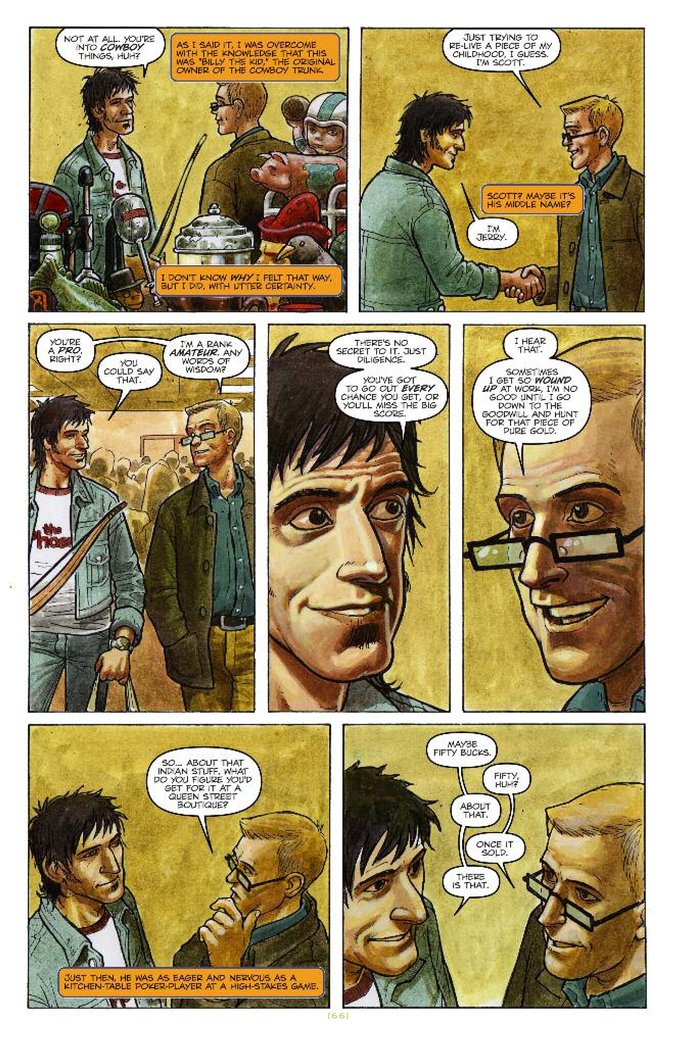 NOT AT ALL. YOU'RE
INTO COWBOY
THINGS, HUH?
AS I SAID IT, I WAS OVERCOME
WITH THE KNOWLEDGE THAT THIS
WAS "BILLY THE KID," THE ORIGINAL
OWNER OF THE COWBOY TRUNK.
I DON'T KNOW WHY I FELT THAT WAY,
BUT I DID, WITH UTTER CERTAINTY.
JUST TRYING TO
RE-LIVE A PIECE OF MY
CHILDHOOD, I GUESS.
I'M SCOTT.
SCOTT? MAYBE IT'S
HIS MIDDLE NAME?
I'M
JERRY.
YOU'RE
A PRO,
RIGHT?
YOU
COULD SAY
THAT.
I'M A RANK
AMATEUR. ANY
WORDS OF
WISDOM?
the
THERE'S NO
SECRET TO IT. JUST
DILIGENCE.
YOU'VE GOT
TO GO OUT EVERY
CHANCE YOU GET, OR
YOU'LL MISS THE BIG
SCORE.
I HEAR
THAT.
SOMETIMES
I GET SO WOUND
UP AT WORK, I'M NO
GOOD UNTIL I GO
DOWN TO THE
GOODWILL AND HUNT
FOR THAT PIECE OF
PURE GOLD.
SO... ABOUT THAT
INDIAN STUFF. WHAT
DO YOU FIGURE YOU'D
GET FOR IT AT A
QUEEN STREET
BOUTIQUE?
JUST THEN, HE WAS AS EAGER AND NERVOUS AS A
KITCHEN-TABLE POKER-PLAYER AT A HIGH-STAKES GAME.
MAYBE
FIFTY BUCKS.
FIFTY,
HUH?
ABOUT
THAT.
ONCE IT
SOLD.
THERE
IS THAT.
[66]